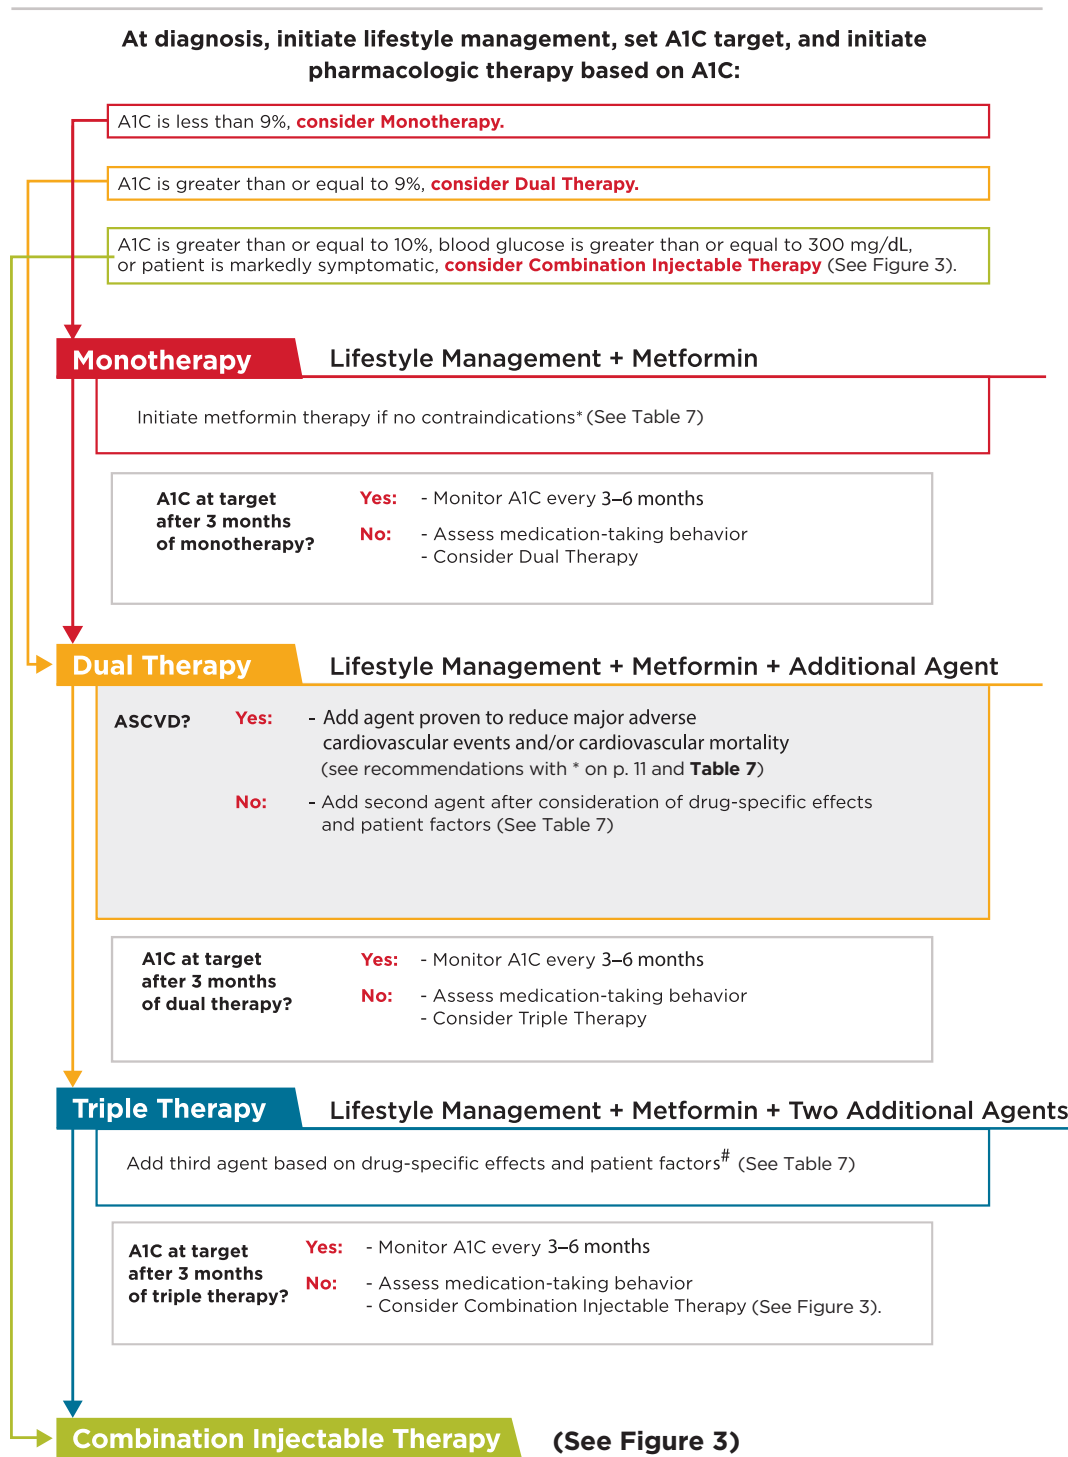 At diagnosis, initiate lifestyle management, set A1C target, and initiate
pharmacologic therapy based on A1C:
A1C is less than 9%, consider Monotherapy.
A1C is greater than or equal to 9%, consider Dual Therapy.
A1C is greater than or equal to 10%, blood glucose is greater than or equal to 300 mg/dL,
or patient is markedly symptomatic, consider Combination Injectable Therapy (See Figure 3).
Monotherapy Lifestyle Management + Metformin
Initiate metformin therapy if no contraindications* (See Table 7)
A1C at target
after 3 months
of monotherapy?
Yes: - Monitor A1C every 3–6 months
No: - Assess medication-taking behavior
- Consider Dual Therapy
Dual Therapy Lifestyle Management + Metformin + Additional Agent
ASCVD? Yes: - Add agent proven to reduce major adverse
cardiovascular events and/or cardiovascular mortality
(see recommendations with * on p. 11 and Table 7)
No: - Add second agent after consideration of drug-specific effects
and patient factors (See Table 7)
A1C at target
after 3 months
of dual therapy?
Yes: - Monitor A1C every 3–6 months
No: - Assess medication-taking behavior
- Consider Triple Therapy
Triple Therapy Lifestyle Management + Metformin + Two Additional Agents
Add third agent based on drug-specific effects and patient factors# (See Table 7)
A1C at target
after 3 months
of triple therapy?
Yes: - Monitor A1C every 3–6 months
No: - Assess medication-taking behavior
- Consider Combination Injectable Therapy (See Figure 3).
Combination Injectable Therapy (See Figure 3)